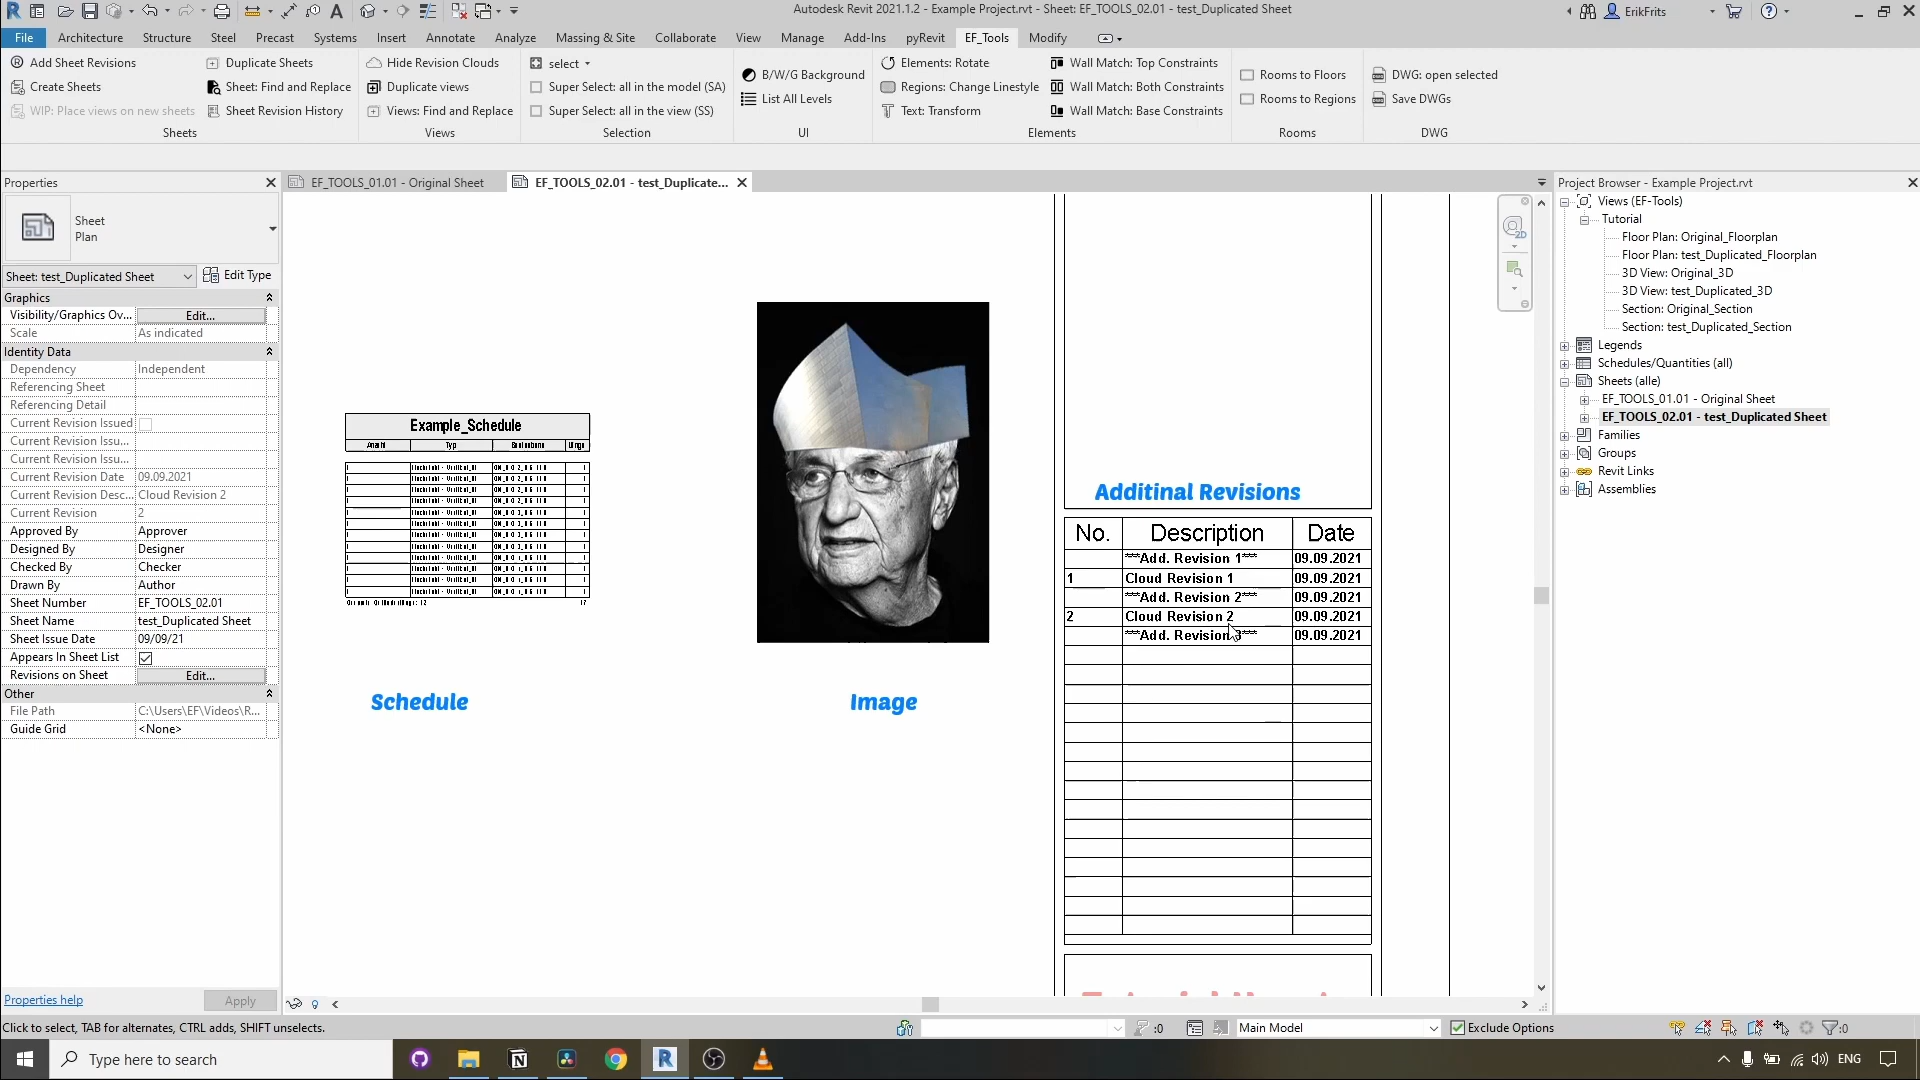 Autodesk Revit 2021.1.2 - Example Project.rvt - Sheet: EF_TOOLS_02.01 - test_Duplicated Sheet
ErikFrits
File Architecture Structure Steel Precast Systems Insert Annotate Analyze Massing & Site Collaborate View Manage Add-Ins pyRevit EF_Tools Modify
Add Sheet Revisions
Create Sheets
WIP: Place views on new sheets
Duplicate Sheets
Sheet: Find and Replace
Sheet Revision History
Sheets
Hide Revision Clouds
Duplicate views
Views: Find and Replace
Views
select
Super Select: all in the model (SA)
Super Select: all in the view (SS)
Selection
B/W/G Background
List All Levels
UI
Elements: Rotate
Regions: Change Linestyle
Text: Transform
Wall Match: Top Constraints
Wall Match: Both Constraints
Wall Match: Base Constraints
Elements
Rooms to Floors
Rooms to Regions
Rooms
DWG: open selected
Save DWGs
DWG
Properties
Sheet
Plan
Sheet: test_Duplicated Sheet
Edit Type
Graphics
Visibility/Graphics Ov... Edit...
Scale As indicated
Identity Data
Dependency Independent
Referencing Sheet
Referencing Detail
Current Revision Issued
Current Revision Issu...
Current Revision Issu...
Current Revision Date 09.09.2021
Current Revision Desc... Cloud Revision 2
Current Revision 2
Approved By Approver
Designed By Designer
Checked By Checker
Drawn By Author
Sheet Number EF_TOOLS_02.01
Sheet Name test_Duplicated Sheet
Sheet Issue Date 09/09/21
Appears In Sheet List
Revisions on Sheet Edit...
Other
File Path C:\Users\EF\Videos\R...
Guide Grid <None>
Properties help
Apply
EF_TOOLS_01.01 - Original Sheet
EF_TOOLS_02.01 - test_Duplicate...
Example_Schedule
Anzahl Typ
Schedule
Image
2D
Additinal Revisions
No. Description Date
***Add. Revision 1*** 09.09.2021
1 Cloud Revision 1 09.09.2021
***Add. Revision 2*** 09.09.2021
2 Cloud Revision 2 09.09.2021
***Add. Revision 3*** 09.09.2021
Project Browser - Example Project.rvt
Views (EF-Tools)
Tutorial
Floor Plan: Original_Floorplan
Floor Plan: test_Duplicated_Floorplan
3D View: Original_3D
3D View: test_Duplicated_3D
Section: Original_Section
Section: test_Duplicated_Section
Legends
Schedules/Quantities (all)
Sheets (alle)
EF_TOOLS_01.01 - Original Sheet
EF_TOOLS_02.01 - test_Duplicated Sheet
Families
Groups
Revit Links
Assemblies
Click to select, TAB for alternates, CTRL adds, SHIFT unselects.
:0
Main Model
Exclude Options
:0
Type here to search
ENG